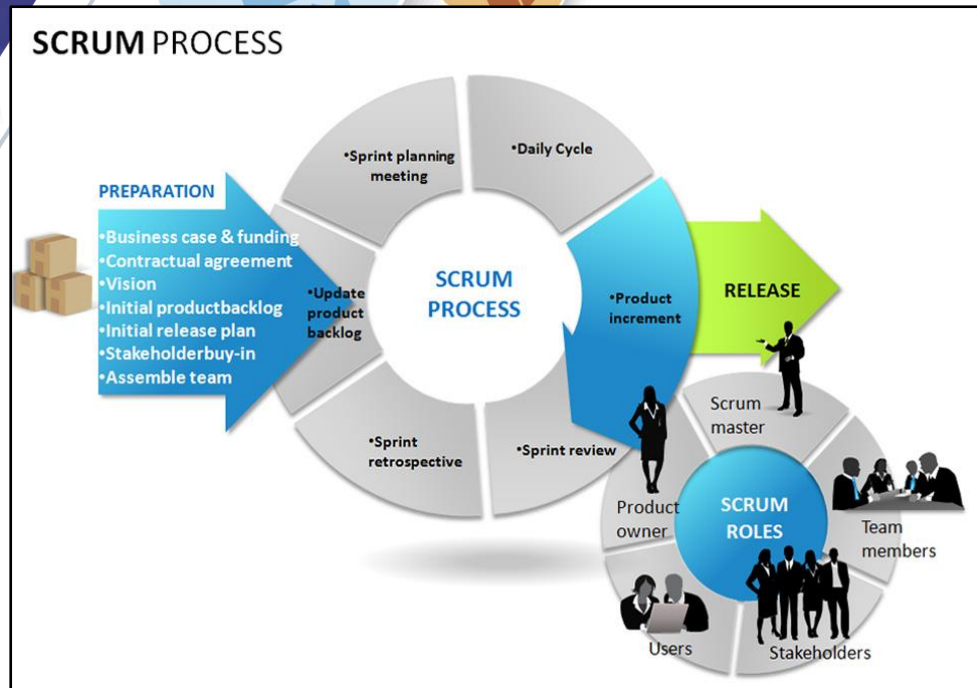 SCRUM PROCESS
PREPARATION
•Business case & funding
•Contractual agreement
•Vision
•Initial productbacklog
•Initial release plan
•Stakeholderbuy-in
•Assemble team
•Update
product
backlog
•Sprint planning
meeting
•Daily Cycle
•Product
increment
•Sprint review
•Sprint
retrospective
SCRUM
PROCESS
RELEASE
Scrum
master
Product
owner
SCRUM
ROLES
Team
members
Users
Stakeholders